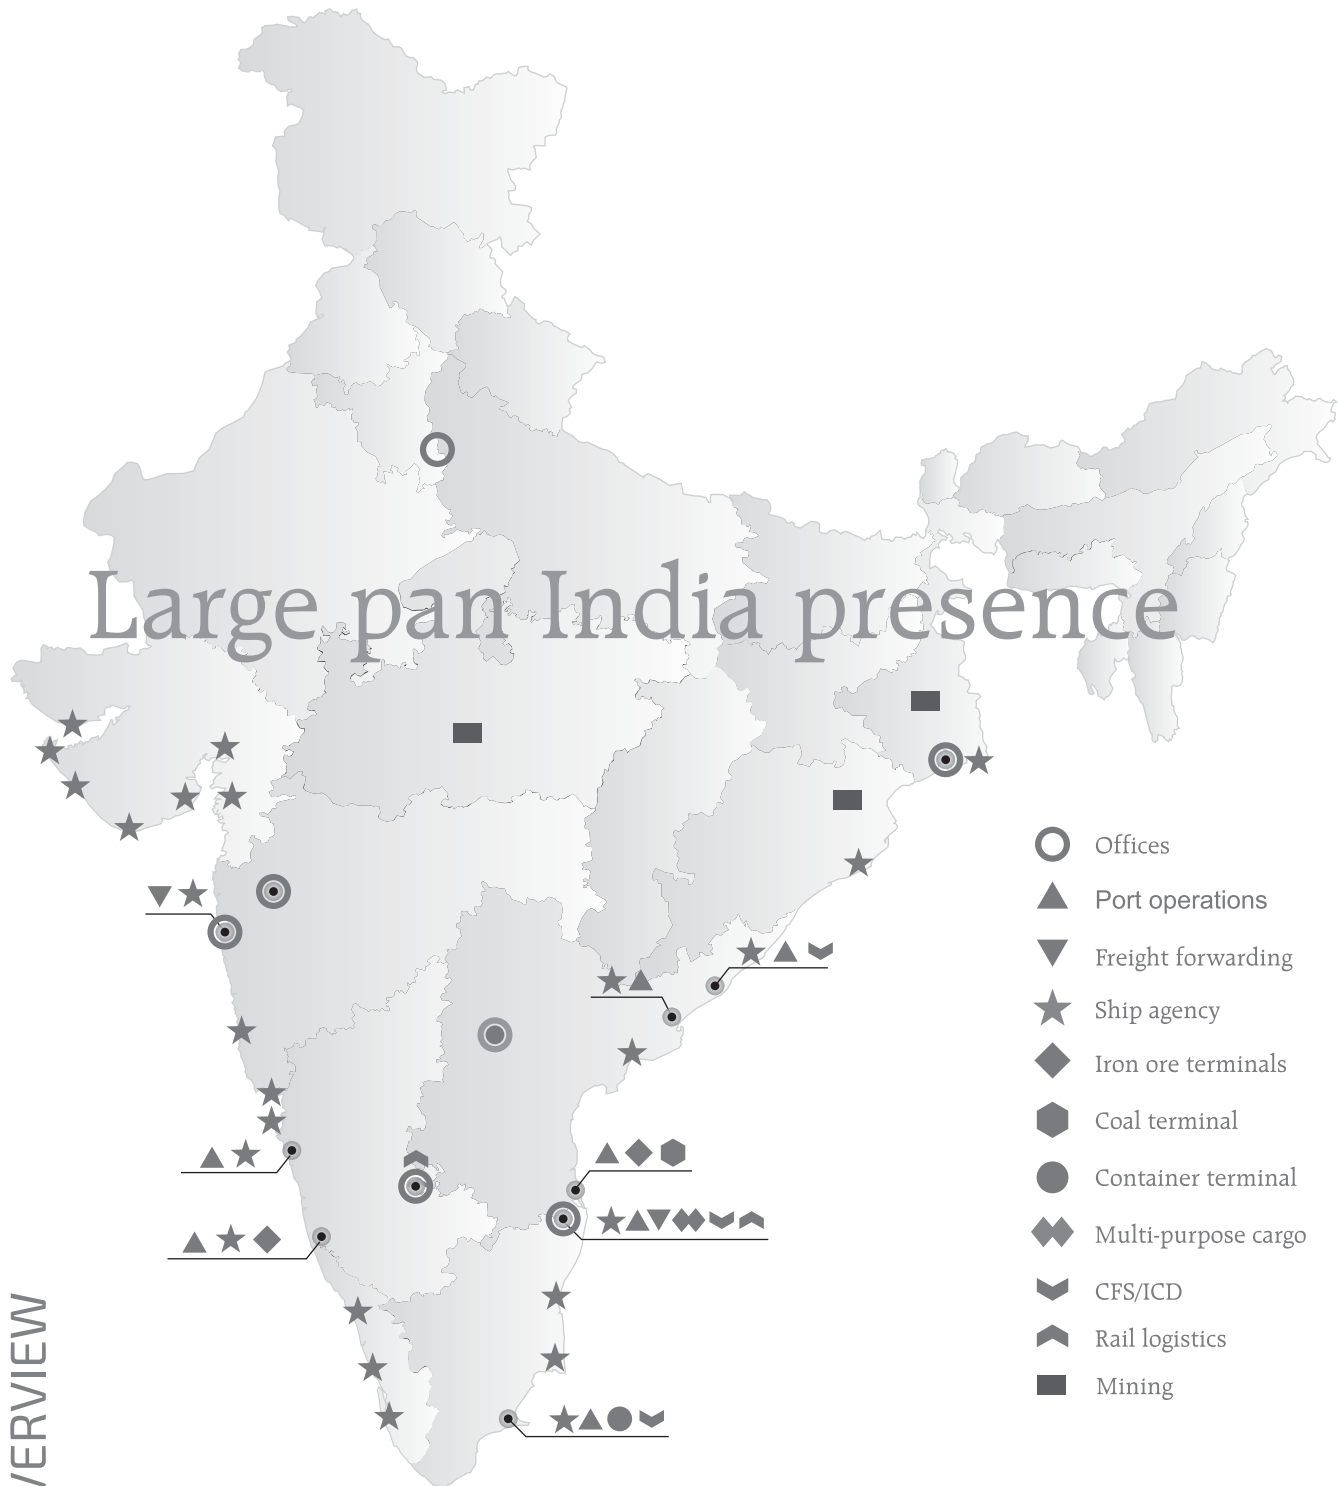 Large pan India presence
Offices
Port operations
Freight forwarding
Ship agency
Iron ore terminals
Coal terminal
Container terminal
Multi-purpose cargo
CFS/ICD
Rail logistics
Mining